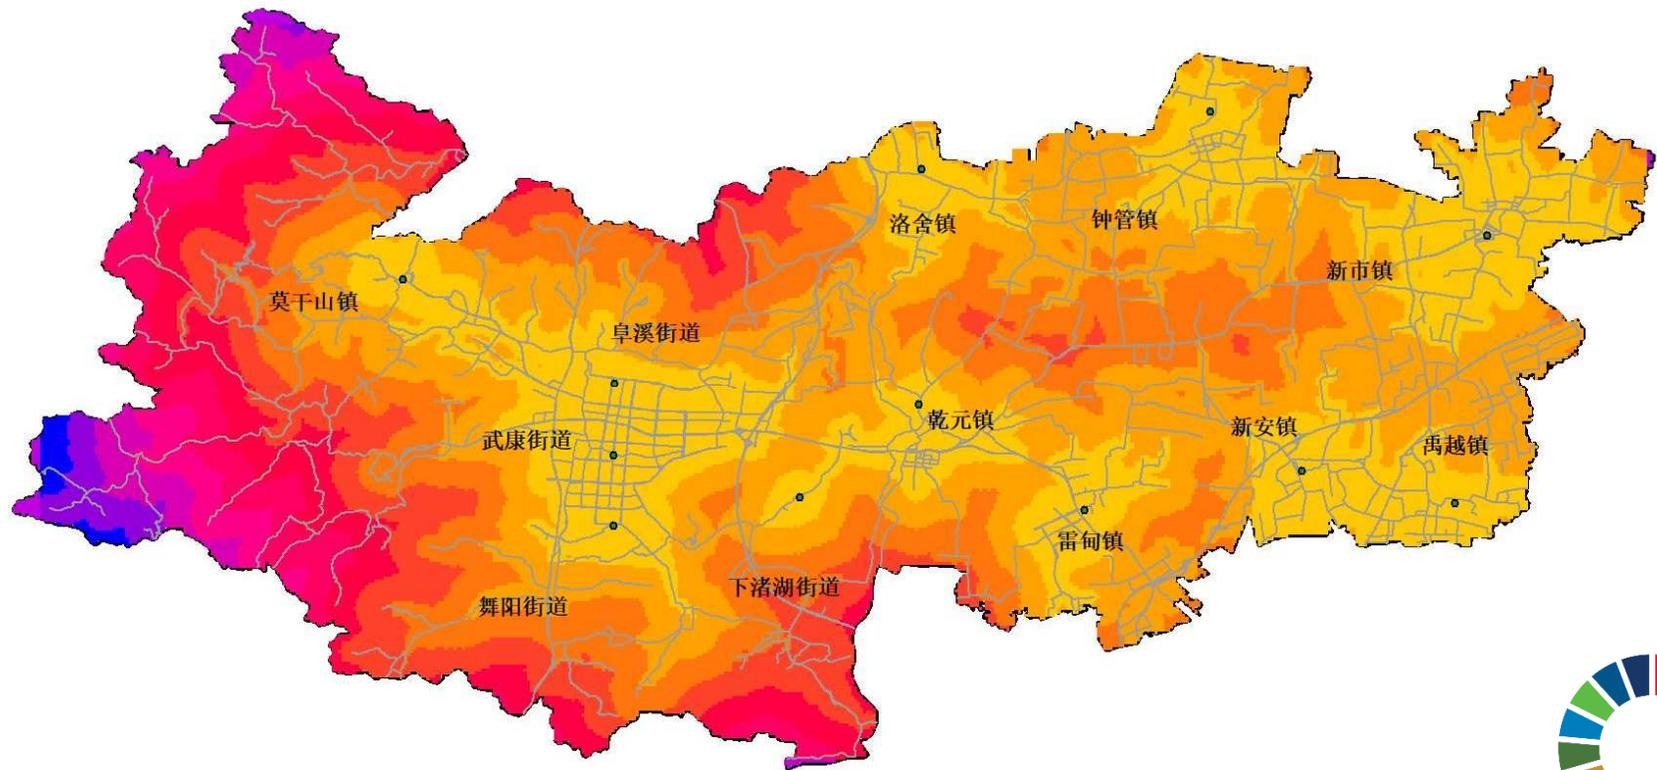 洛舍镇
钟管镇
新市镇
莫干山镇
阜溪街道
乾元镇
新安镇
武康街道
禹越镇
雷甸镇
下渚湖街道
舞阳街道